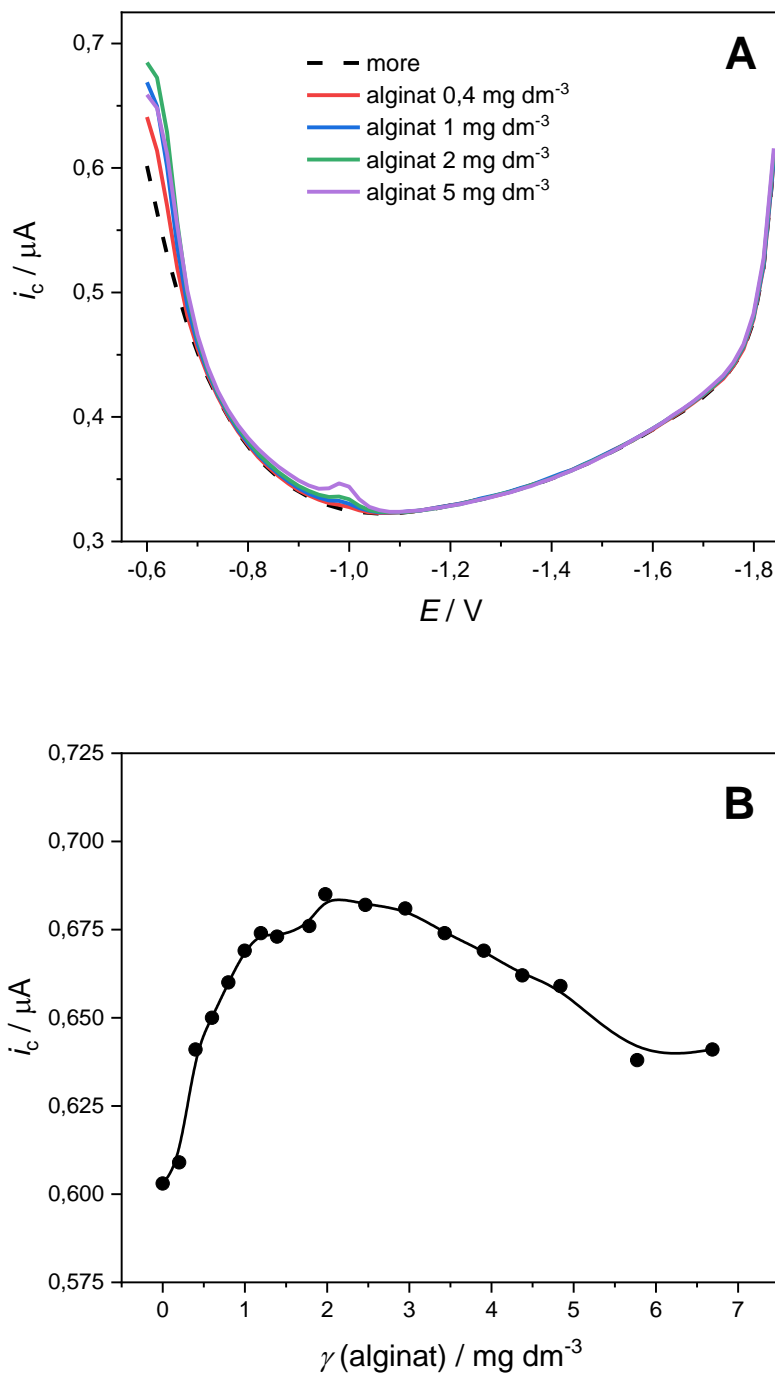 A
0,7
more
alginat 0,4 mg dm⁻³
alginat 1 mg dm⁻³
alginat 2 mg dm⁻³
alginat 5 mg dm⁻³
0,6
0,5
0,4
0,3
i_c / μA
-0,6 -0,8 -1,0 -1,2 -1,4 -1,6 -1,8
E / V
B
0,725
0,700
0,675
0,650
0,625
0,600
0,575
i_c / μA
0 1 2 3 4 5 6 7
γ (alginat) / mg dm⁻³